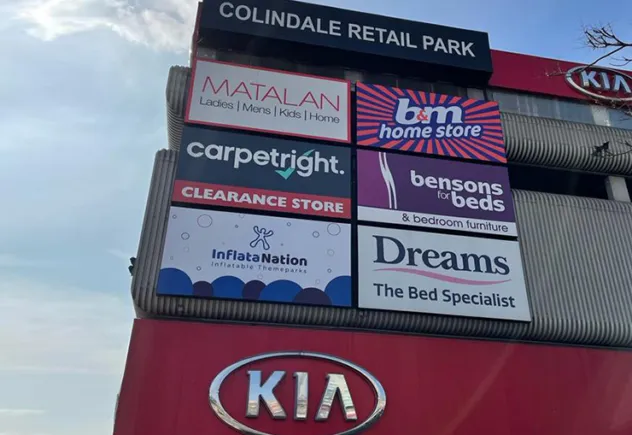 COLINDALE RETAIL PARK
KIA
MATALAN
Ladies | Mens | Kids | Home
b&m
home store
carpetright.
CLEARANCE STORE
bensons
for beds
& bedroom furniture
InflataNation
Inflatable Themeparks
Dreams
The Bed Specialist
KIA